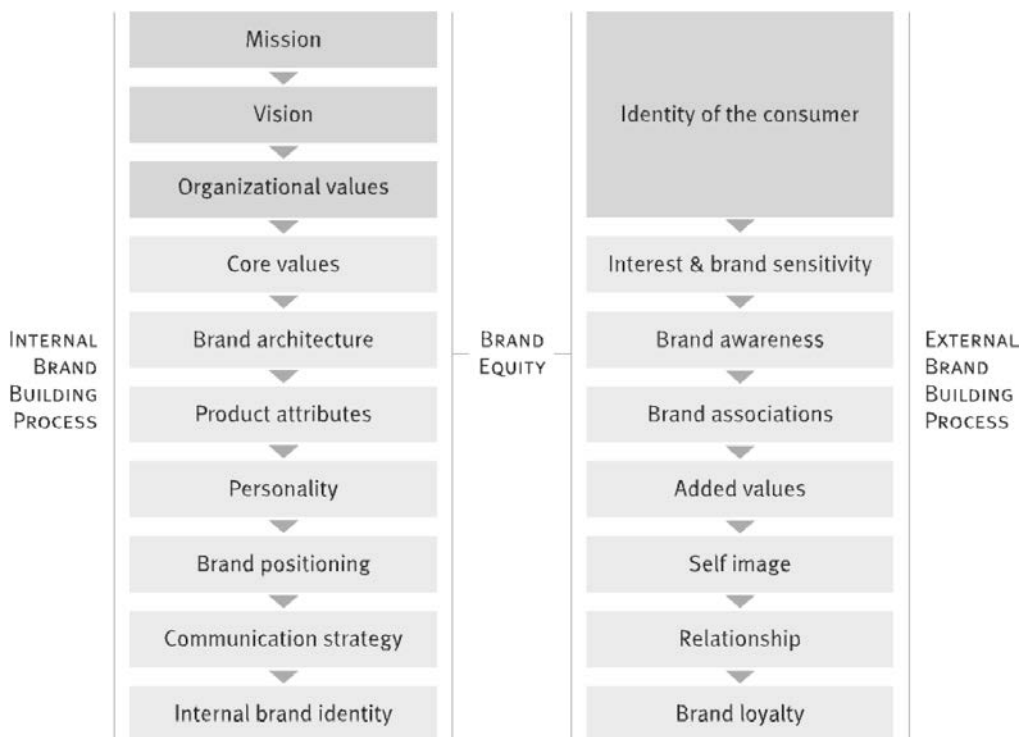 Mission
Vision
Organizational values
Core values
Brand architecture
Product attributes
Personality
Brand positioning
Communication strategy
Internal brand identity
INTERNAL
BRAND
BUILDING
PROCESS
BRAND
EQUITY
Identity of the consumer
Interest & brand sensitivity
Brand awareness
Brand associations
Added values
Self image
Relationship
Brand loyalty
EXTERNAL
BRAND
BUILDING
PROCESS